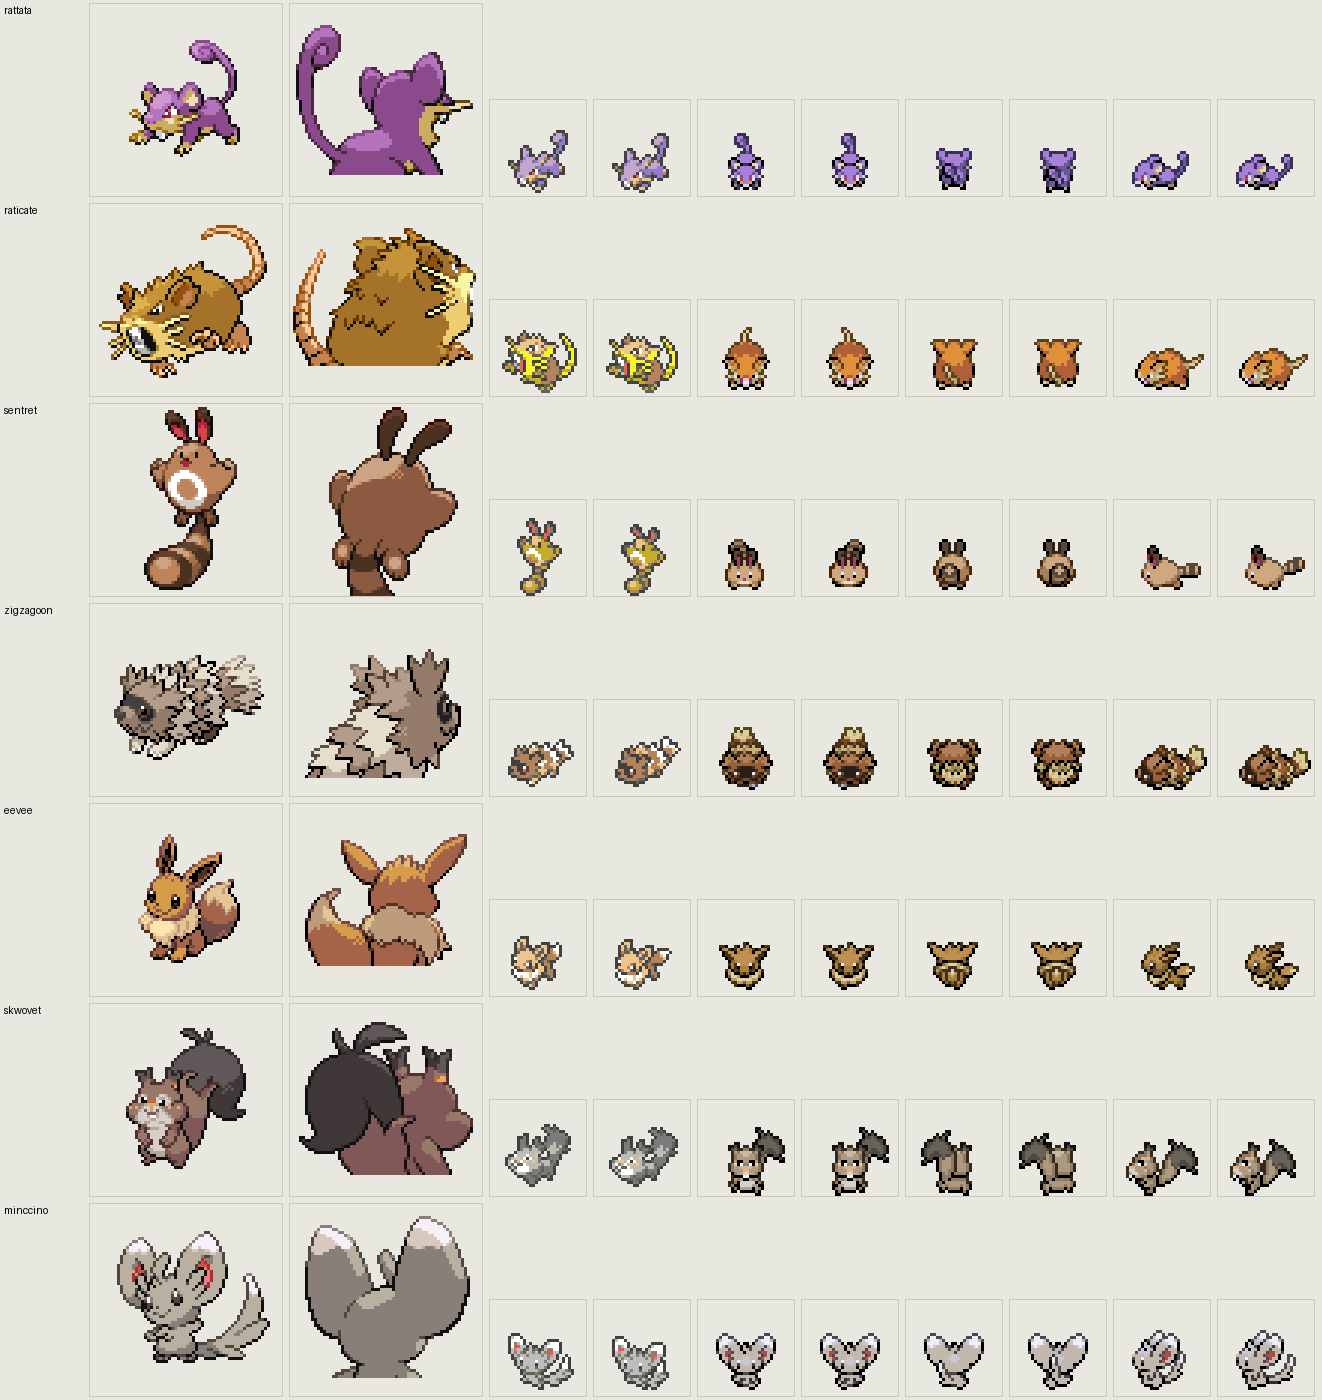 rattata
raticate
sentret
zigzagoon
eevee
skwovet
minccino